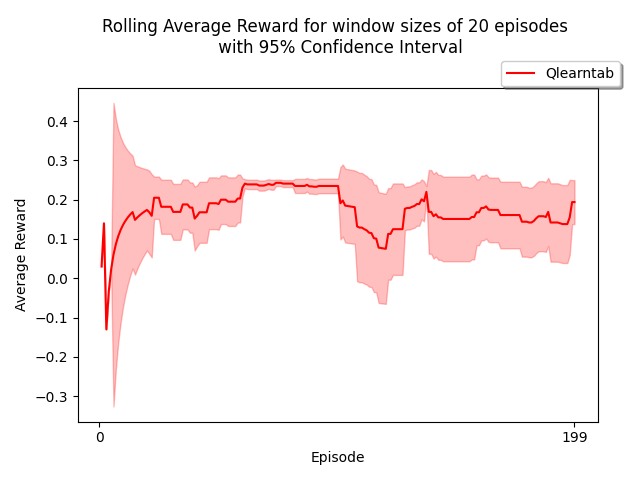 Rolling Average Reward for window sizes of 20 episodes
with 95% Confidence Interval
Qlearntab
0.4
0.3
0.2
0.1
0.0
−0.1
−0.2
−0.3
Average Reward
0 199
Episode